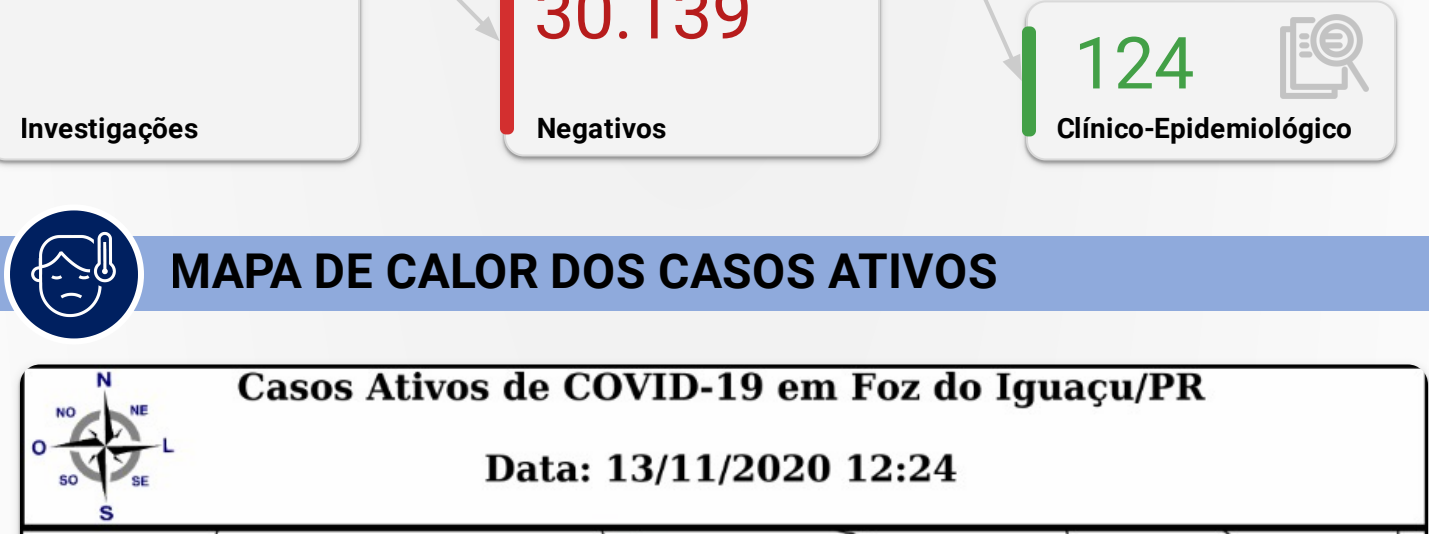 30.139
124
Investigações
Negativos
Clínico-Epidemiológico
MAPA DE CALOR DOS CASOS ATIVOS
N
NO NE
O L
SO SE
S
Casos Ativos de COVID-19 em Foz do Iguaçu/PR
Data: 13/11/2020 12:24